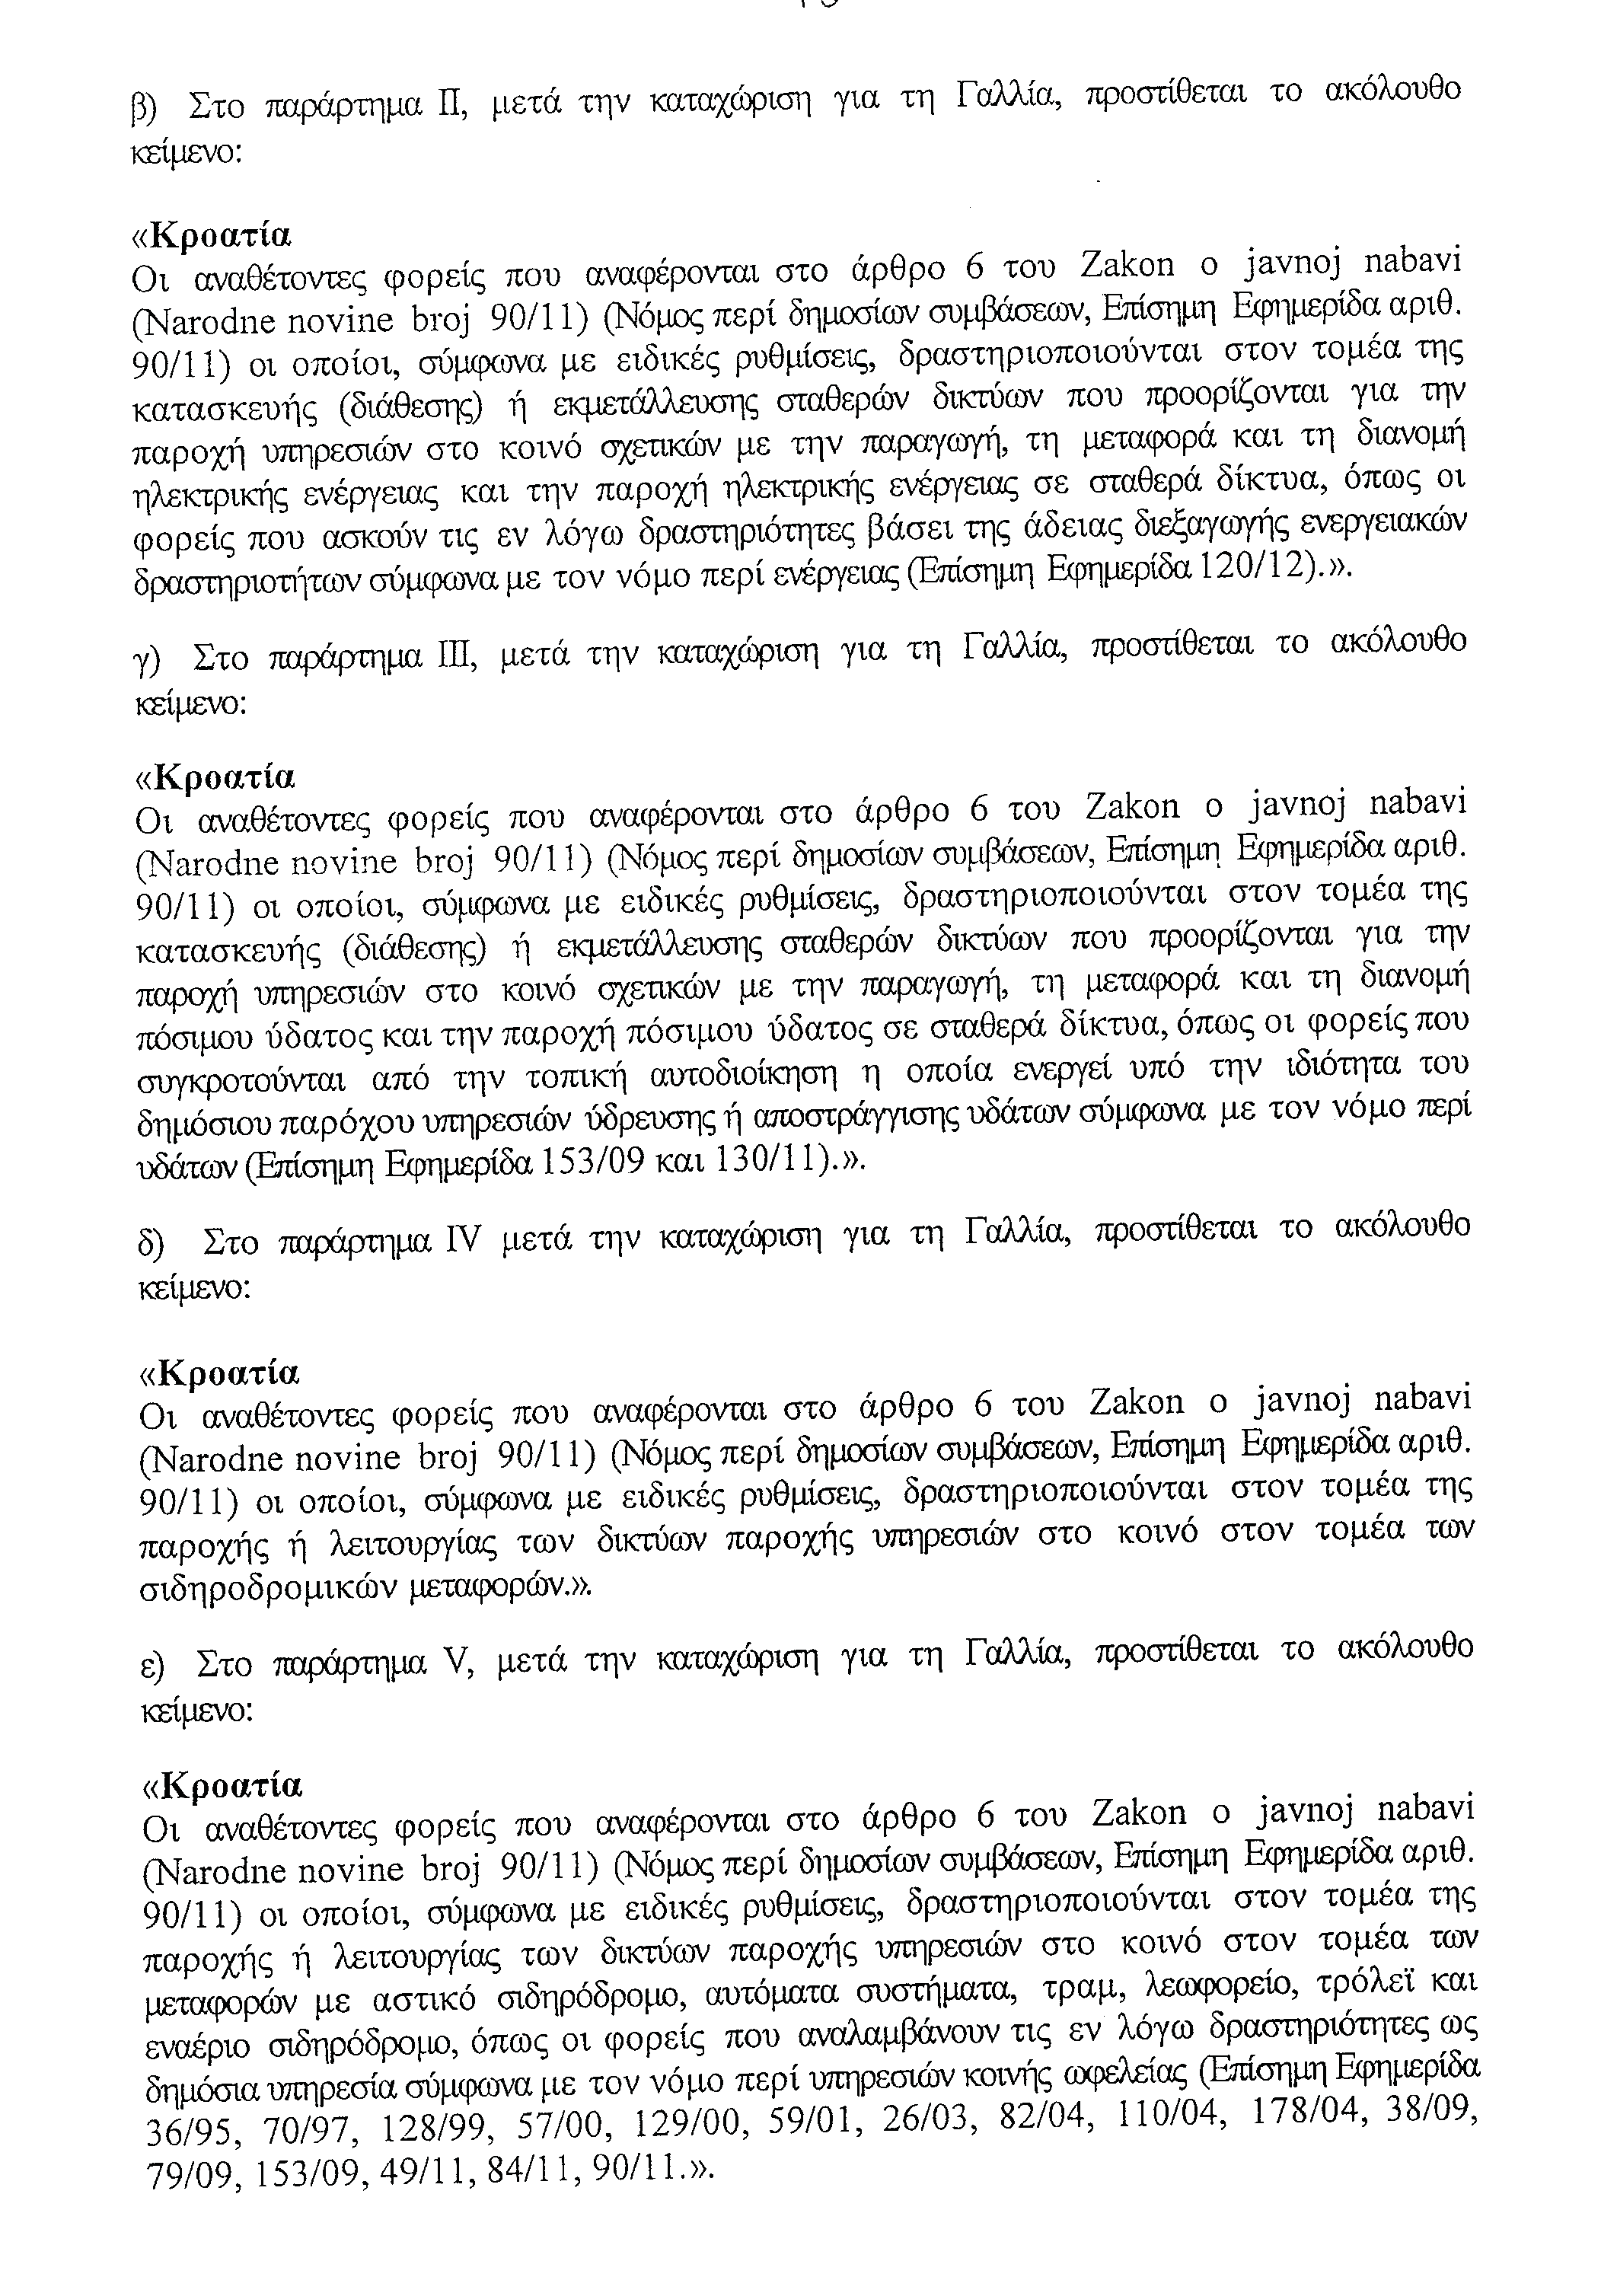 β) Στο παράρτημα ΙΙ, μετά την καταχώριση για τη Γαλλία, προστίθεται το ακόλουθο
κείμενο:
«Κροατία
Οι αναθέτοντες φορείς που αναφέρονται στο άρθρο 6 του Zakon o javnoj nabavi
(Narodne novine broj 90/11) (Νόμος περί δημοσίων συμβάσεων, Επίσημη Εφημερίδα αριθ.
90/11) οι οποίοι, σύμφωνα με ειδικές ρυθμίσεις, δραστηριοποιούνται στον τομέα της
κατασκευής (διάθεσης) ή εκμετάλλευσης σταθερών δικτύων που προορίζονται για την
παροχή υπηρεσιών στο κοινό σχετικών με την παραγωγή, τη μεταφορά και τη διανομή
ηλεκτρικής ενέργειας και την παροχή ηλεκτρικής ενέργειας σε σταθερά δίκτυα, όπως οι
φορείς που ασκούν τις εν λόγω δραστηριότητες βάσει της άδειας διεξαγωγής ενεργειακών
δραστηριοτήτων σύμφωνα με τον νόμο περί ενέργειας (Επίσημη Εφημερίδα 120/12).».
γ) Στο παράρτημα ΙΙΙ, μετά την καταχώριση για τη Γαλλία, προστίθεται το ακόλουθο
κείμενο:
«Κροατία
Οι αναθέτοντες φορείς που αναφέρονται στο άρθρο 6 του Zakon o javnoj nabavi
(Narodne novine broj 90/11) (Νόμος περί δημοσίων συμβάσεων, Επίσημη Εφημερίδα αριθ.
90/11) οι οποίοι, σύμφωνα με ειδικές ρυθμίσεις, δραστηριοποιούνται στον τομέα της
κατασκευής (διάθεσης) ή εκμετάλλευσης σταθερών δικτύων που προορίζονται για την
παροχή υπηρεσιών στο κοινό σχετικών με την παραγωγή, τη μεταφορά και τη διανομή
πόσιμου ύδατος και την παροχή πόσιμου ύδατος σε σταθερά δίκτυα, όπως οι φορείς που
συγκροτούνται από την τοπική αυτοδιοίκηση η οποία ενεργεί υπό την ιδιότητα του
δημόσιου παρόχου υπηρεσιών ύδρευσης ή αποστράγγισης υδάτων σύμφωνα με τον νόμο περί
υδάτων (Επίσημη Εφημερίδα 153/09 και 130/11).».
δ) Στο παράρτημα IV μετά την καταχώριση για τη Γαλλία, προστίθεται το ακόλουθο
κείμενο:
«Κροατία
Οι αναθέτοντες φορείς που αναφέρονται στο άρθρο 6 του Zakon o javnoj nabavi
(Narodne novine broj 90/11) (Νόμος περί δημοσίων συμβάσεων, Επίσημη Εφημερίδα αριθ.
90/11) οι οποίοι, σύμφωνα με ειδικές ρυθμίσεις, δραστηριοποιούνται στον τομέα της
παροχής ή λειτουργίας των δικτύων παροχής υπηρεσιών στο κοινό στον τομέα των
σιδηροδρομικών μεταφορών.».
ε) Στο παράρτημα V, μετά την καταχώριση για τη Γαλλία, προστίθεται το ακόλουθο
κείμενο:
«Κροατία
Οι αναθέτοντες φορείς που αναφέρονται στο άρθρο 6 του Zakon o javnoj nabavi
(Narodne novine broj 90/11) (Νόμος περί δημοσίων συμβάσεων, Επίσημη Εφημερίδα αριθ.
90/11) οι οποίοι, σύμφωνα με ειδικές ρυθμίσεις, δραστηριοποιούνται στον τομέα της
παροχής ή λειτουργίας των δικτύων παροχής υπηρεσιών στο κοινό στον τομέα των
μεταφορών με αστικό σιδηρόδρομο, αυτόματα συστήματα, τραμ, λεωφορείο, τρόλεϊ και
εναέριο σιδηρόδρομο, όπως οι φορείς που αναλαμβάνουν τις εν λόγω δραστηριότητες ως
δημόσια υπηρεσία σύμφωνα με τον νόμο περί υπηρεσιών κοινής ωφελείας (Επίσημη Εφημερίδα
36/95, 70/97, 128/99, 57/00, 129/00, 59/01, 26/03, 82/04, 110/04, 178/04, 38/09,
79/09, 153/09, 49/11, 84/11, 90/11.».